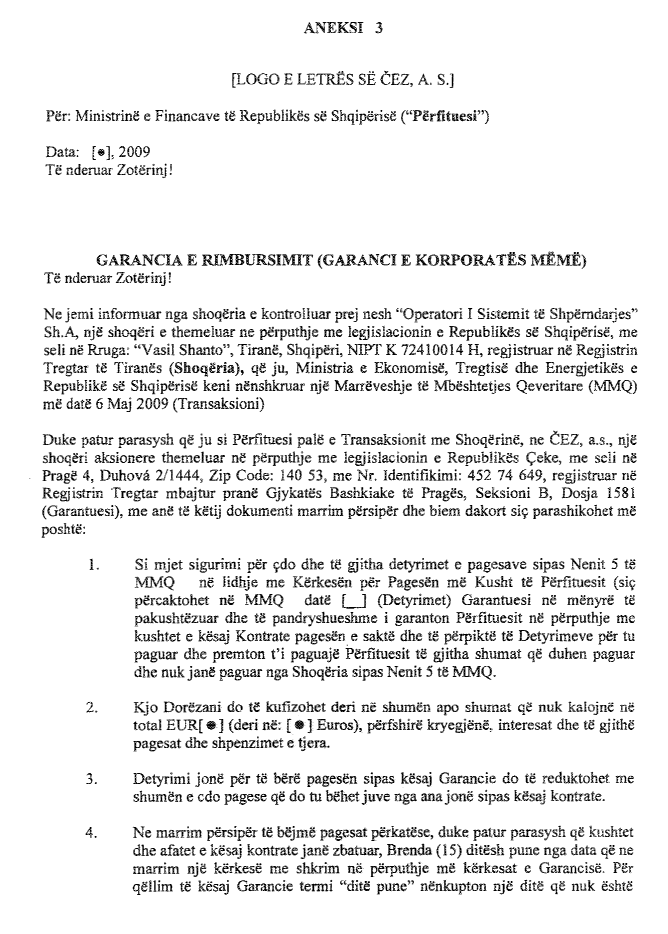 ANEKSI 3
[LOGO E LETRËS SË ČEZ, A. S.]
Për: Ministrinë e Financave të Republikës së Shqipërisë (“Përfituesi”)
Data: [●], 2009
Të nderuar Zotërinj!
GARANCIA E RIMBURSIMIT (GARANCI E KORPORATËS MËMË)
Të nderuar Zotërinj!
Ne jemi informuar nga shoqëria e kontrolluar prej nesh “Operatori I Sistemit të Shpërndarjes”
Sh.A, një shoqëri e themeluar ne përputhje me legjislacionin e Republikës së Shqipërisë, me
seli në Rruga: “Vasil Shanto”, Tiranë, Shqipëri, NIPT K 72410014 H, regjistruar në Regjistrin
Tregtar të Tiranës (Shoqëria), që ju, Ministria e Ekonomisë, Tregtisë dhe Energjetikës e
Republikë se Shqipërisë keni nënshkruar një Marrëveshje të Mbështetjes Qeveritare (MMQ)
më datë 6 Maj 2009 (Transaksioni)
Duke patur parasysh që ju si Përfituesi palë e Transaksionit me Shoqërinë, ne ČEZ, a.s., një
shoqëri aksionere themeluar në përputhje me legjislacionin e Republikës Çeke, me seli në
Pragë 4, Duhová 2/1444, Zip Code: 140 53, me Nr. Identifikimi: 452 74 649, regjistruar në
Regjistrin Tregtar mbajtur pranë Gjykatës Bashkiake të Pragës, Seksioni B, Dosja 1581
(Garantuesi), me anë të këtij dokumenti marrim përsipër dhe biem dakort siç parashikohet më
poshtë:
1. Si mjet sigurimi për çdo dhe të gjitha detyrimet e pagesave sipas Nenit 5 të
MMQ në lidhje me Kërkesën për Pagesën më Kusht të Përfituesit (siç
përcaktohet në MMQ datë [__] (Detyrimet) Garantuesi në mënyrë të
pakushtëzuar dhe të pandryshueshme i garanton Përfituesit në përputhje me
kushtet e kësaj Kontrate pagesën e saktë dhe të përpiktë të Detyrimeve për tu
paguar dhe premton t’i paguajë Përfituesit të gjitha shumat që duhen paguar
dhe nuk janë paguar nga Shoqëria sipas Nenit 5 të MMQ.
2. Kjo Dorëzani do të kufizohet deri në shumën apo shumat që nuk kalojnë në
total EUR[ ● ] (deri në: [ ● ] Euros), përfshirë kryegjënë, interesat dhe të gjithë
pagesat dhe shpenzimet e tjera.
3. Detyrimi jonë për të bërë pagesën sipas kësaj Garancie do të reduktohet me
shumën e cdo pagese që do tu bëhet juve nga ana jonë sipas kësaj kontrate.
4. Ne marrim përsipër të bëjmë pagesat përkatëse, duke patur parasysh që kushtet
dhe afatet e kësaj kontrate janë zbatuar, Brenda (15) ditësh pune nga data që ne
marrim një kërkesë me shkrim në përputhje më kërkesat e Garancisë. Për
qëllim të kësaj Garancie termi “ditë pune” nënkupton një ditë që nuk është